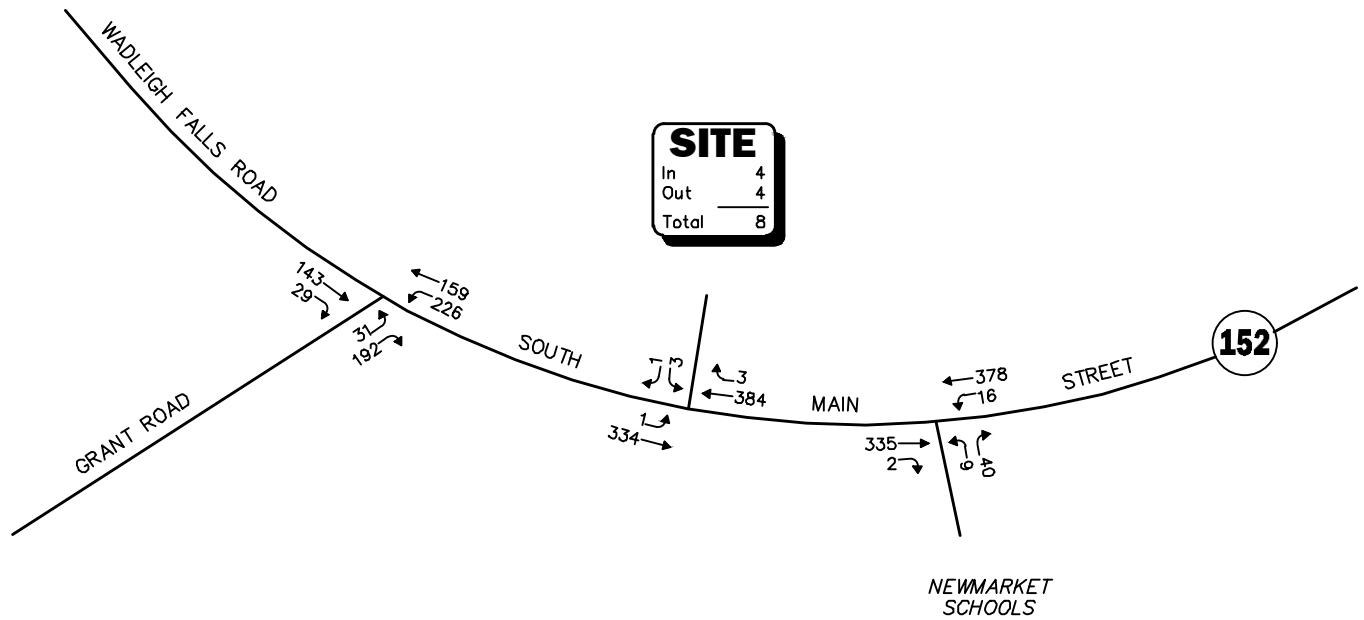 WADLEIGH FALLS ROAD
SITE
In 4
Out 4
Total 8
143
29
159
226
31
192
GRANT ROAD
SOUTH
1
3
3
384
1
334
MAIN
STREET
152
378
16
335
2
9
40
NEWMARKET
SCHOOLS